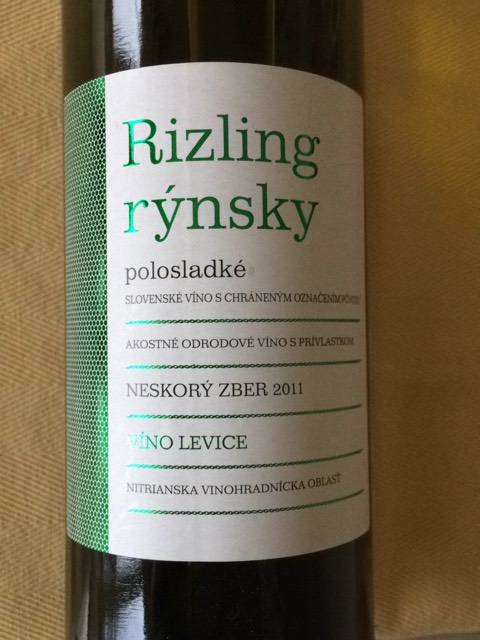 Rizling
rýnsky
polosladké
SLOVENSKÉ VÍNO S CHRÁNENÝM OZNAČENÍM PÔVODU
AKOSTNÉ ODRODOVÉ VÍNO S PRÍVLASTKOM
NESKORÝ ZBER 2011
VÍNO LEVICE
NITRIANSKA VINOHRADNÍCKA OBLASŤ